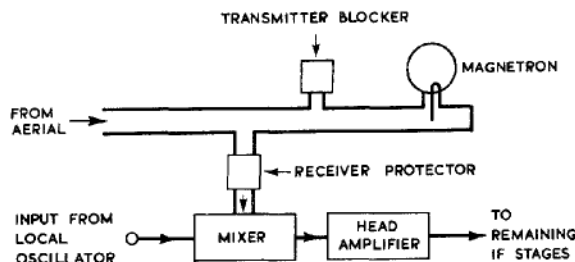 TRANSMITTER BLOCKER
MAGNETRON
FROM
AERIAL
RECEIVER PROTECTOR
INPUT FROM
LOCAL
OSCILLATOR
MIXER
HEAD
AMPLIFIER
TO
REMAINING
IF STAGES